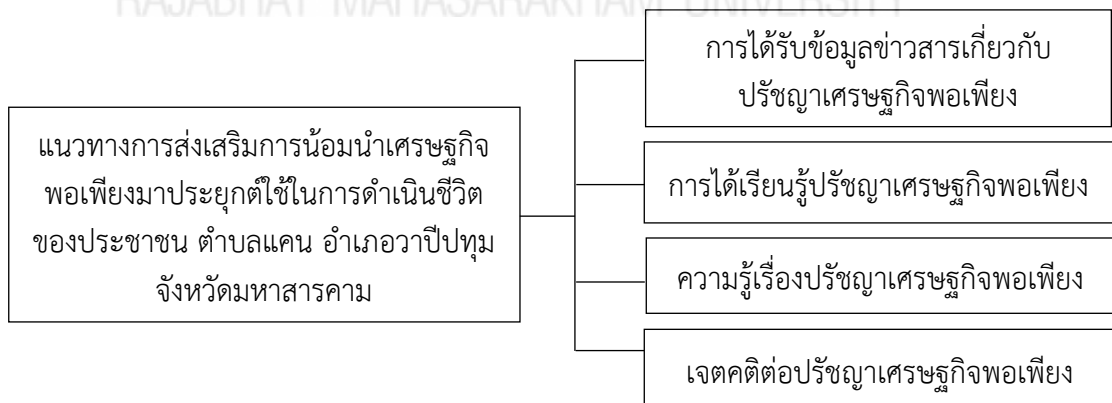 RAJABHAT MAHASARAKHAM UNIVERSITY
การได้รับข้อมูลข่าวสารเกี่ยวกับ
ปรัชญาเศรษฐกิจพอเพียง
แนวทางการส่งเสริมการน้อมนำเศรษฐกิจ
พอเพียงมาประยุกต์ใช้ในการดำเนินชีวิต
ของประชาชน ตำบลแคน อำเภอวาปีปทุม
จังหวัดมหาสารคาม
การได้เรียนรู้ปรัชญาเศรษฐกิจพอเพียง
ความรู้เรื่องปรัชญาเศรษฐกิจพอเพียง
เจตคติต่อปรัชญาเศรษฐกิจพอเพียง